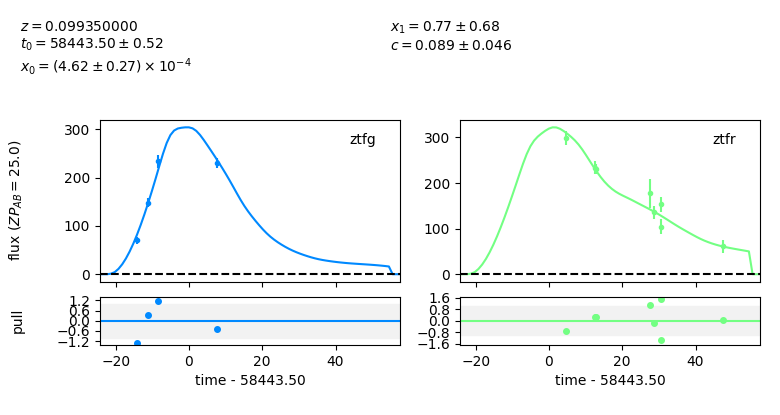 z = 0.099350000
t₀ = 58443.50 ± 0.52
x₀ = (4.62 ± 0.27) × 10⁻⁴
x₁ = 0.77 ± 0.68
c = 0.089 ± 0.046
flux (ZP_AB = 25.0)
300
200
100
0
ztfg
300
200
100
0
ztfr
pull
1.2
0.6
0.0
−0.6
−1.2
−20 0 20 40
time - 58443.50
1.6
0.8
0.0
−0.8
−1.6
−20 0 20 40
time - 58443.50